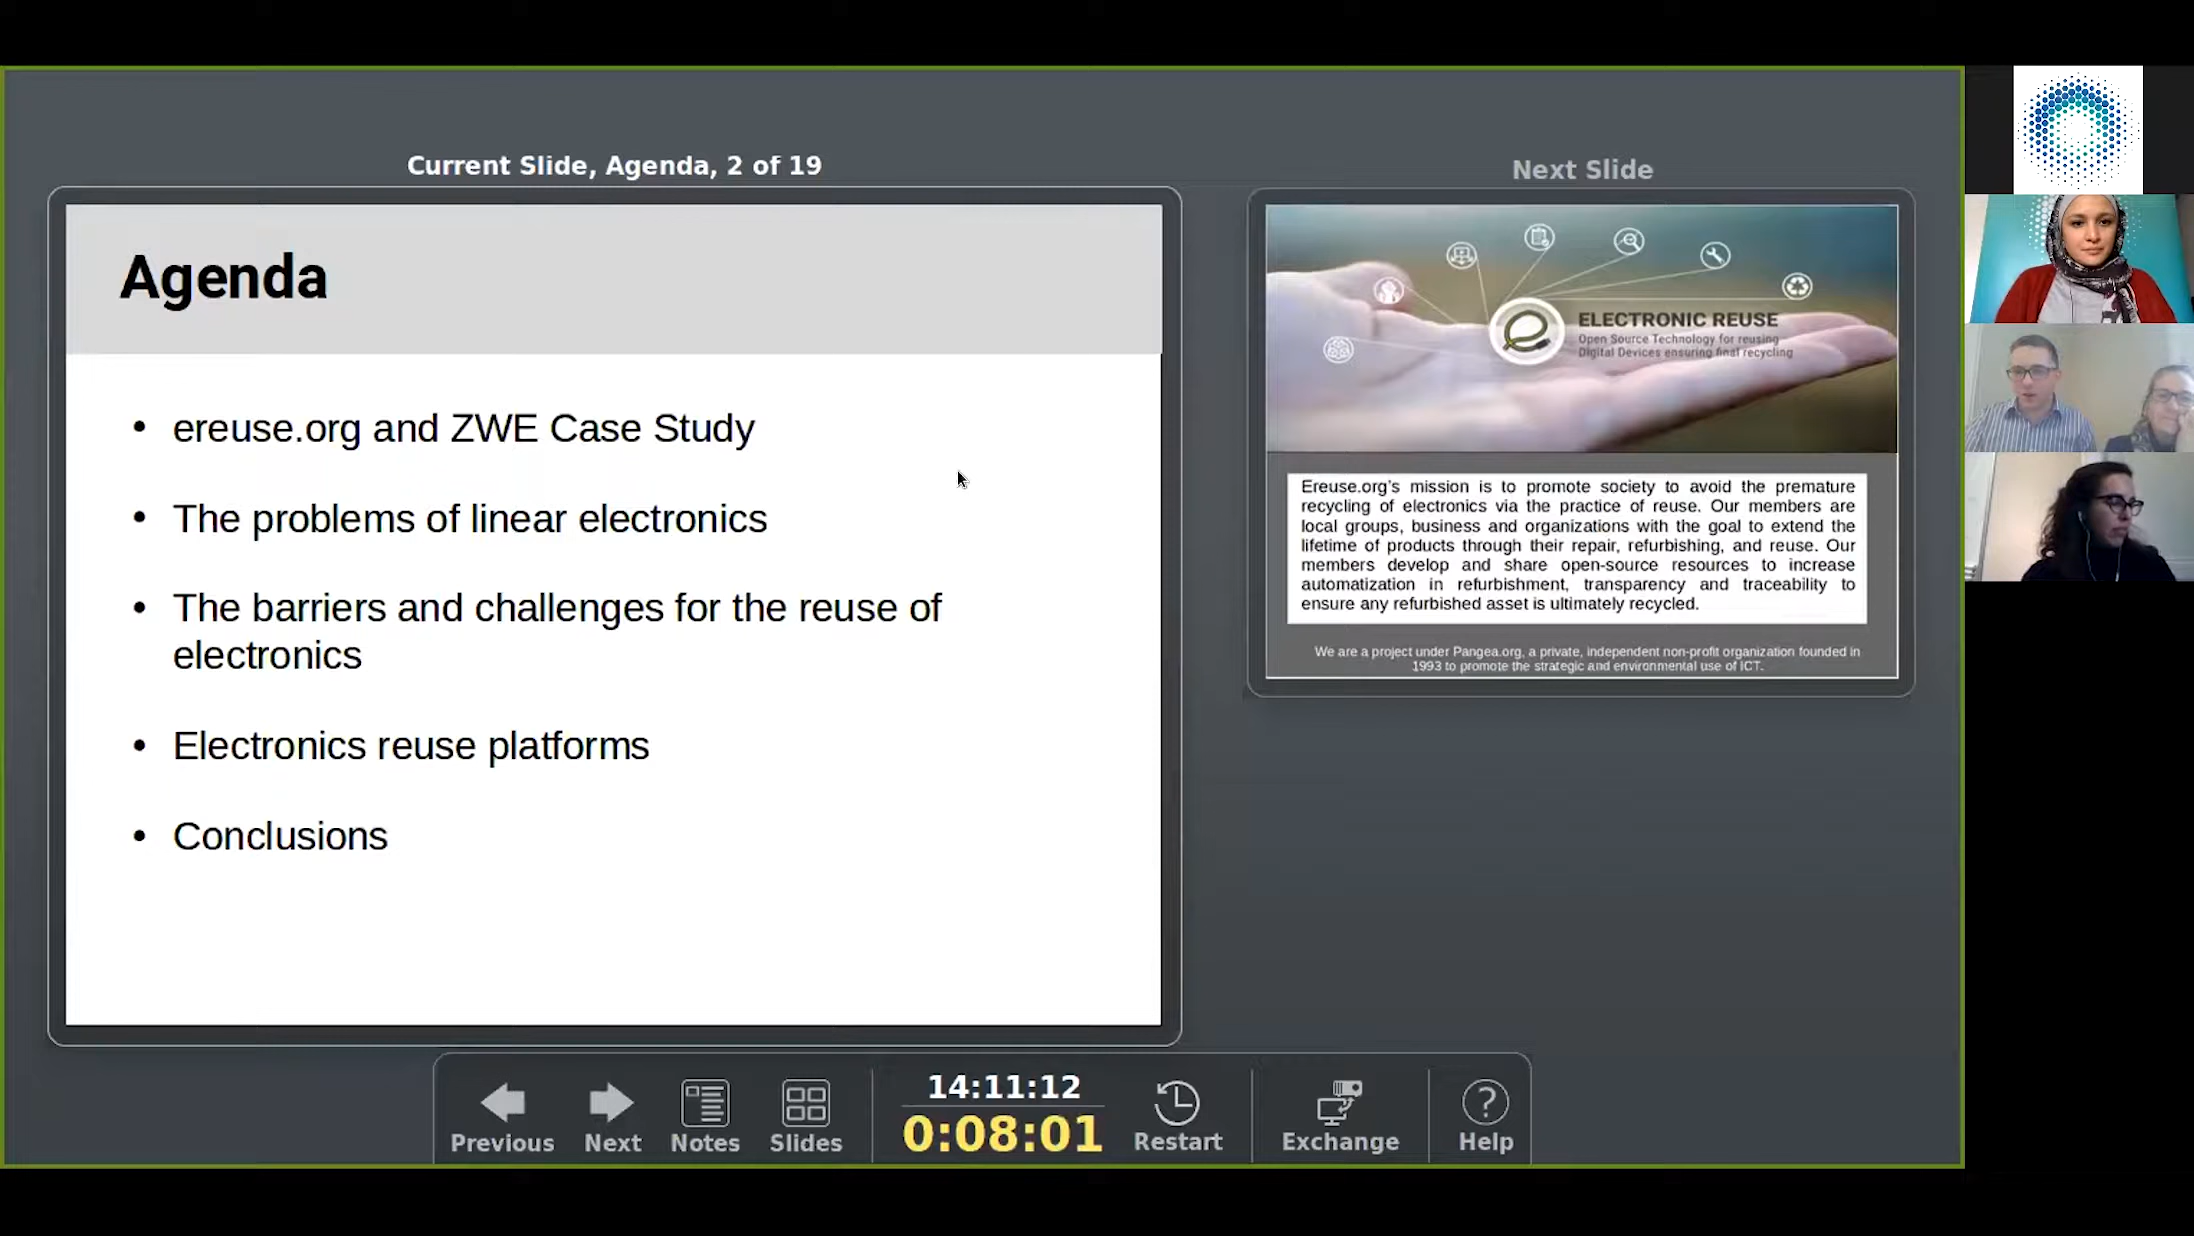 Current Slide, Agenda, 2 of 19
Agenda
• ereuse.org and ZWE Case Study
• The problems of linear electronics
• The barriers and challenges for the reuse of
electronics
• Electronics reuse platforms
• Conclusions
Next Slide
ELECTRONIC REUSE
Open Source Technology for reusing
Digital Devices ensuring final recycling
Ereuse.org's mission is to promote society to avoid the premature
recycling of electronics via the practice of reuse. Our members are
local groups, business and organizations with the goal to extend the
lifetime of products through their repair, refurbishing, and reuse. Our
members develop and share open-source resources to increase
automatization in refurbishment, transparency and traceability to
ensure any refurbished asset is ultimately recycled.
We are a project under Pangea.org, a private, independent non-profit organization founded in
1993 to promote the strategic and environmental use of ICT.
Previous
Next
Notes
Slides
14:11:12
0:08:01
Restart
Exchange
Help